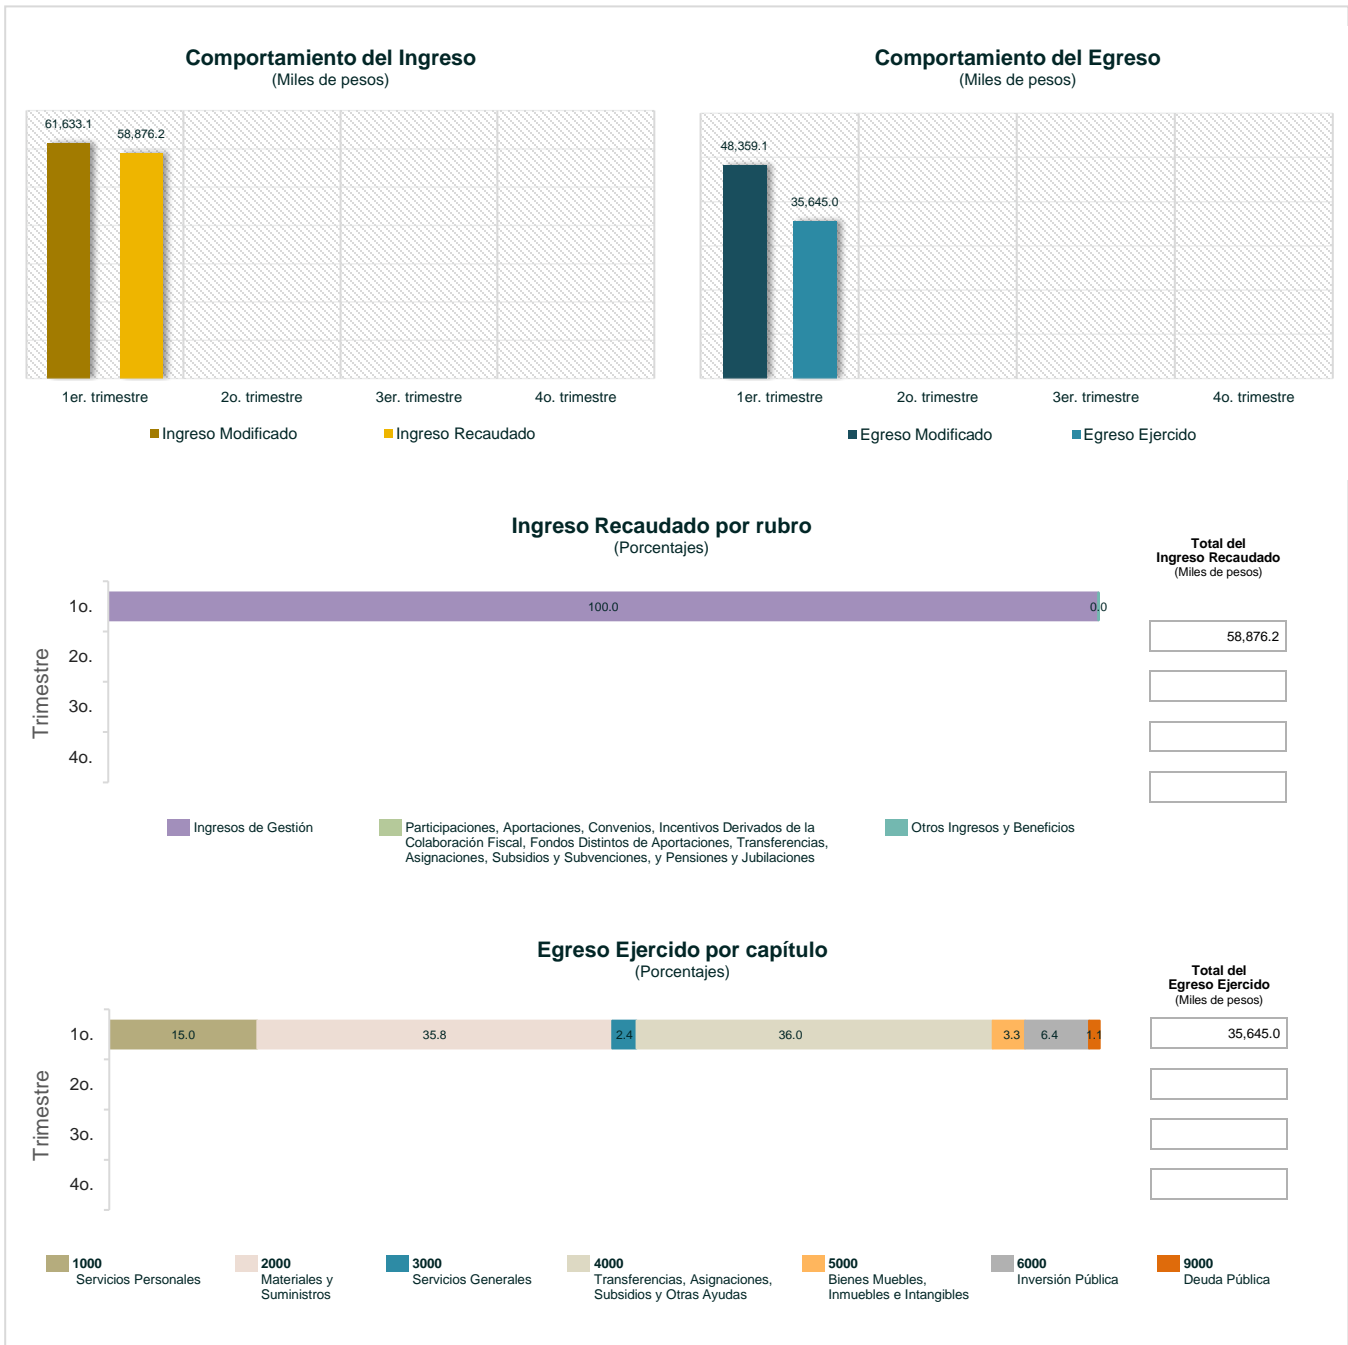 Comportamiento del Ingreso
(Miles de pesos)
61,633.1
58,876.2
1er. trimestre
2o. trimestre
3er. trimestre
4o. trimestre
Ingreso Modificado
Ingreso Recaudado
Comportamiento del Egreso
(Miles de pesos)
48,359.1
35,645.0
1er. trimestre
2o. trimestre
3er. trimestre
4o. trimestre
Egreso Modificado
Egreso Ejercido
Ingreso Recaudado por rubro
(Porcentajes)
Total del
Ingreso Recaudado
(Miles de pesos)
Trimestre
1o.
100.0
0.0
58,876.2
2o.
3o.
4o.
Ingresos de Gestión
Participaciones, Aportaciones, Convenios, Incentivos Derivados de la
Colaboración Fiscal, Fondos Distintos de Aportaciones, Transferencias,
Asignaciones, Subsidios y Subvenciones, y Pensiones y Jubilaciones
Otros Ingresos y Beneficios
Egreso Ejercido por capítulo
(Porcentajes)
Total del
Egreso Ejercido
(Miles de pesos)
Trimestre
1o.
15.0
35.8
2.4
36.0
3.3
6.4
1.1
35,645.0
2o.
3o.
4o.
1000
Servicios Personales
2000
Materiales y
Suministros
3000
Servicios Generales
4000
Transferencias, Asignaciones,
Subsidios y Otras Ayudas
5000
Bienes Muebles,
Inmuebles e Intangibles
6000
Inversión Pública
9000
Deuda Pública